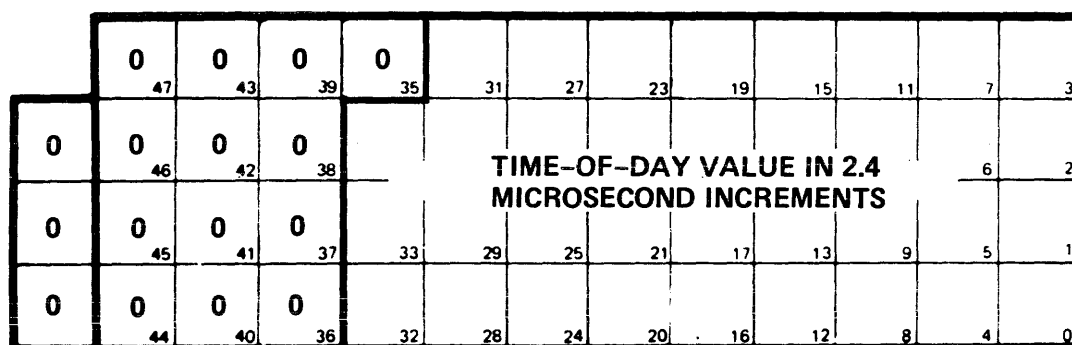 0 0 0 0
47 43 39 35 31 27 23 19 15 11 7 3
0 0 0 0
46 42 38 6 2
TIME-OF-DAY VALUE IN 2.4
MICROSECOND INCREMENTS
0 0 0 0
45 41 37 33 29 25 21 17 13 9 5 1
0 0 0 0
44 40 36 32 28 24 20 16 12 8 4 0